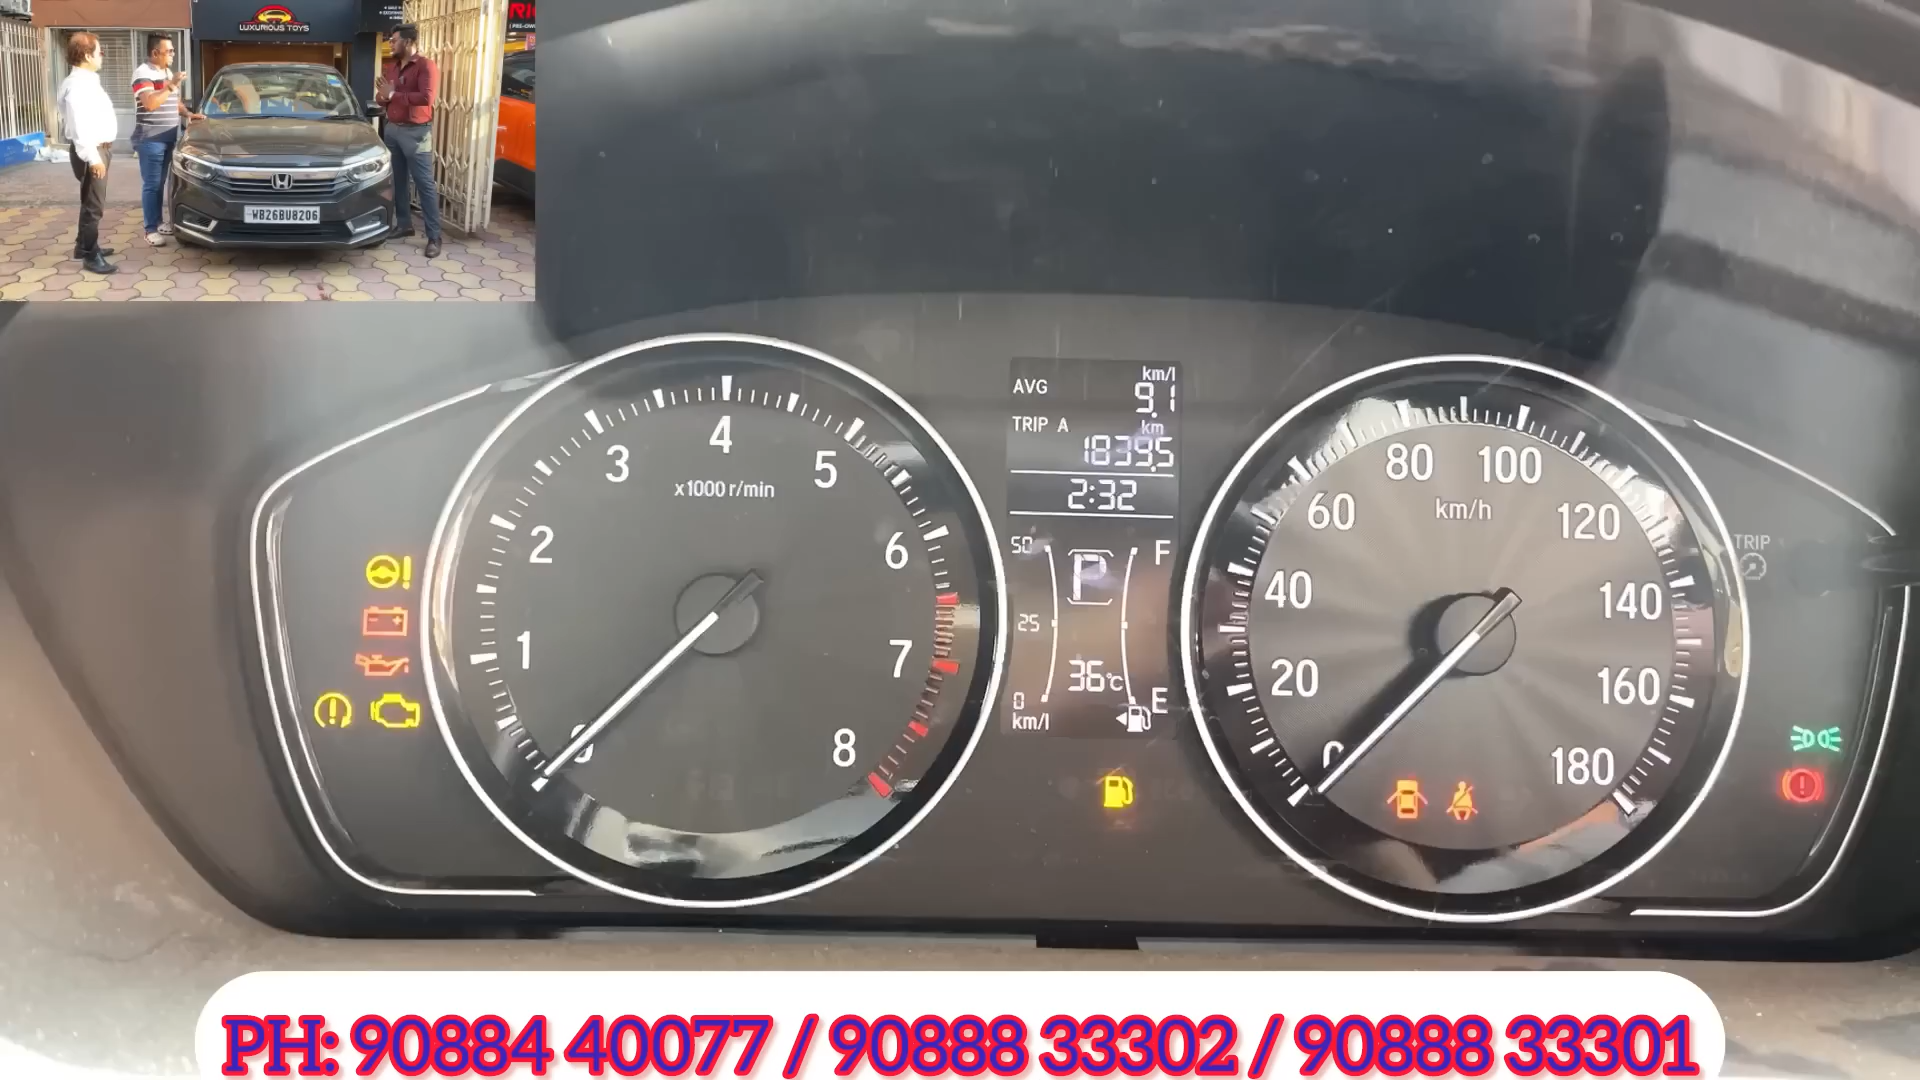 LUXURIOUS TOYS
WB26BU8206
AVG
km/l
9.1
TRIP A
km
1839.5
2:32
50
25
0
km/l
P
36°C
F
E
0
1
2
3
4
5
6
7
8
x1000 r/min
0
20
40
60
80
100
120
140
160
180
km/h
TRIP
PH: 90884 40077 / 90888 33302 / 90888 33301